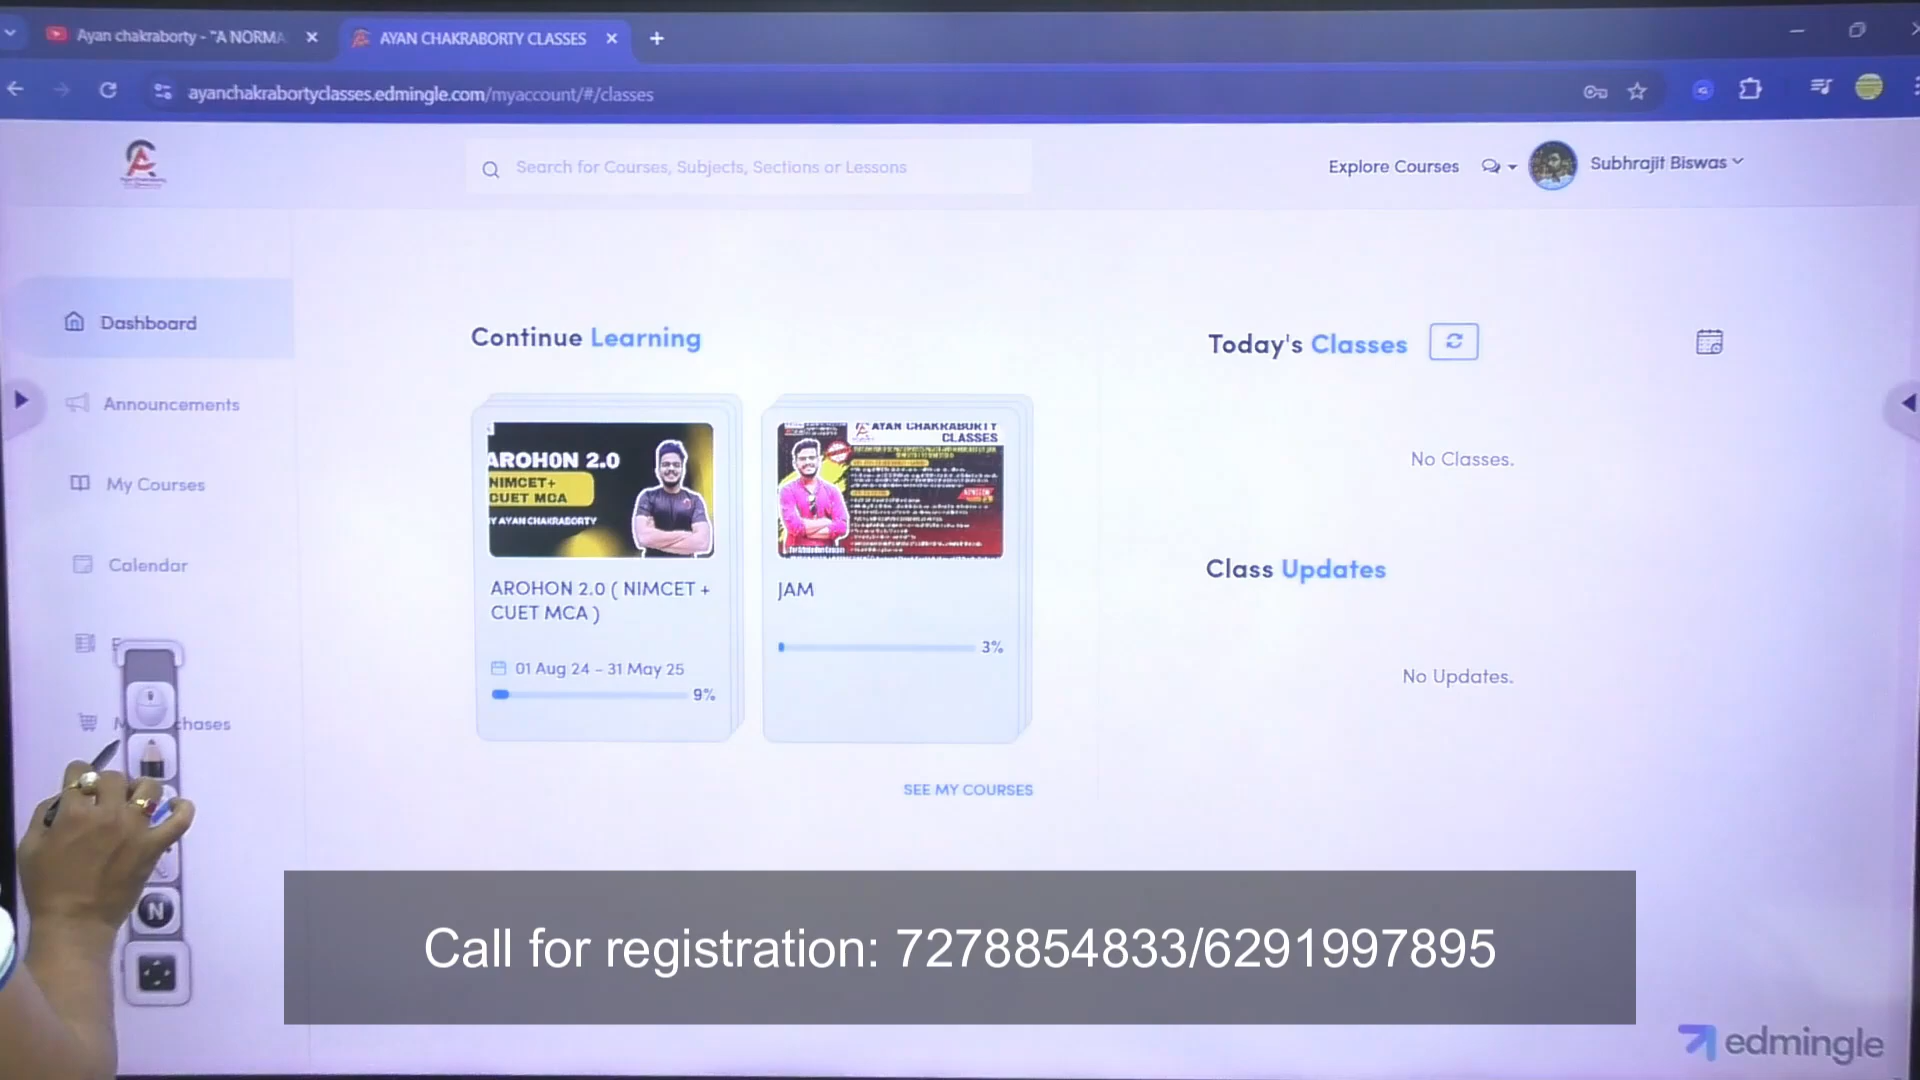 Ayan chakraborty - "A NORMA
AYAN CHAKRABORTY CLASSES
ayanchakrabortyclasses.edmingle.com/myaccount/#/classes
Search for Courses, Subjects, Sections or Lessons
Explore Courses
Subhrajit Biswas
Dashboard
Announcements
My Courses
Calendar
E
M chases
Continue Learning
AROHON 2.0
NIMCET+
CUET MCA
BY AYAN CHAKRABORTY
AROHON 2.0 ( NIMCET +
CUET MCA )
01 Aug 24 – 31 May 25
9%
AYAN CHAKRABORTY
CLASSES
JAM
3%
SEE MY COURSES
Today's Classes
No Classes.
Class Updates
No Updates.
N
Call for registration: 7278854833/6291997895
edmingle